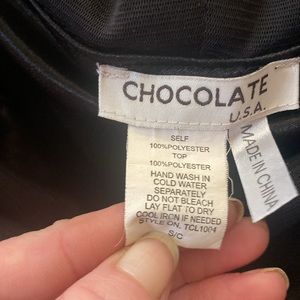 CHOCOLATE
U.S.A.
MADE IN CHINA
SELF
100%POLYESTER
TOP
100%POLYESTER
HAND WASH IN
COLD WATER
SEPARATELY
DO NOT BLEACH
LAY FLAT TO DRY
COOL IRON IF NEEDED
STYLE ON. TCL1004
S/C